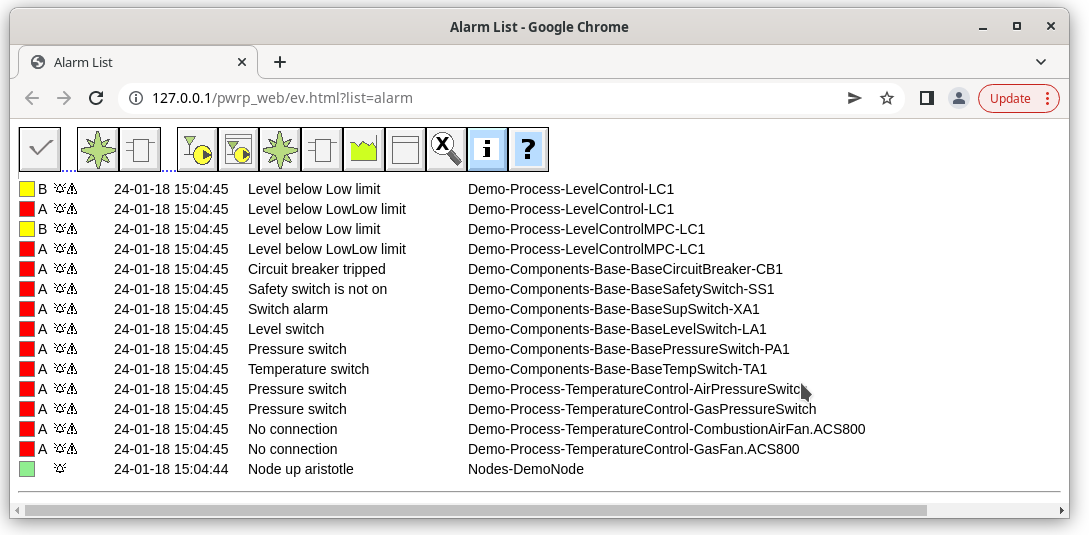 Alarm List - Google Chrome
Alarm List
127.0.0.1/pwrp_web/ev.html?list=alarm
Update
X i ?
B 24-01-18 15:04:45 Level below Low limit Demo-Process-LevelControl-LC1
A 24-01-18 15:04:45 Level below LowLow limit Demo-Process-LevelControl-LC1
B 24-01-18 15:04:45 Level below Low limit Demo-Process-LevelControlMPC-LC1
A 24-01-18 15:04:45 Level below LowLow limit Demo-Process-LevelControlMPC-LC1
A 24-01-18 15:04:45 Circuit breaker tripped Demo-Components-Base-BaseCircuitBreaker-CB1
A 24-01-18 15:04:45 Safety switch is not on Demo-Components-Base-BaseSafetySwitch-SS1
A 24-01-18 15:04:45 Switch alarm Demo-Components-Base-BaseSupSwitch-XA1
A 24-01-18 15:04:45 Level switch Demo-Components-Base-BaseLevelSwitch-LA1
A 24-01-18 15:04:45 Pressure switch Demo-Components-Base-BasePressureSwitch-PA1
A 24-01-18 15:04:45 Temperature switch Demo-Components-Base-BaseTempSwitch-TA1
A 24-01-18 15:04:45 Pressure switch Demo-Process-TemperatureControl-AirPressureSwitch
A 24-01-18 15:04:45 Pressure switch Demo-Process-TemperatureControl-GasPressureSwitch
A 24-01-18 15:04:45 No connection Demo-Process-TemperatureControl-CombustionAirFan.ACS800
A 24-01-18 15:04:45 No connection Demo-Process-TemperatureControl-GasFan.ACS800
24-01-18 15:04:44 Node up aristotle Nodes-DemoNode